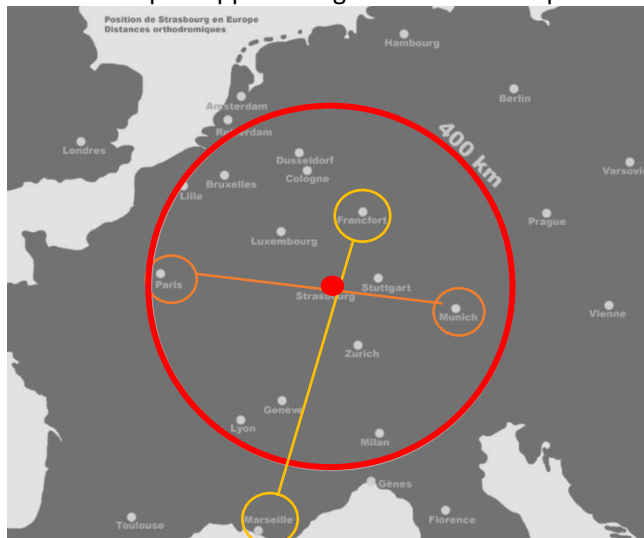 Position de Strasbourg en Europe
Distances orthodromiques
Hambourg
Berlin
Amsterdam
Rotterdam
400 km
Londres
Dusseldorf
Cologne
Varsovie
Bruxelles
Lille
Francfort
Prague
Luxembourg
Paris
Stuttgart
Strasbourg
Munich
Vienne
Zurich
Genève
Lyon
Milan
Gênes
Toulouse
Marseille
Florence